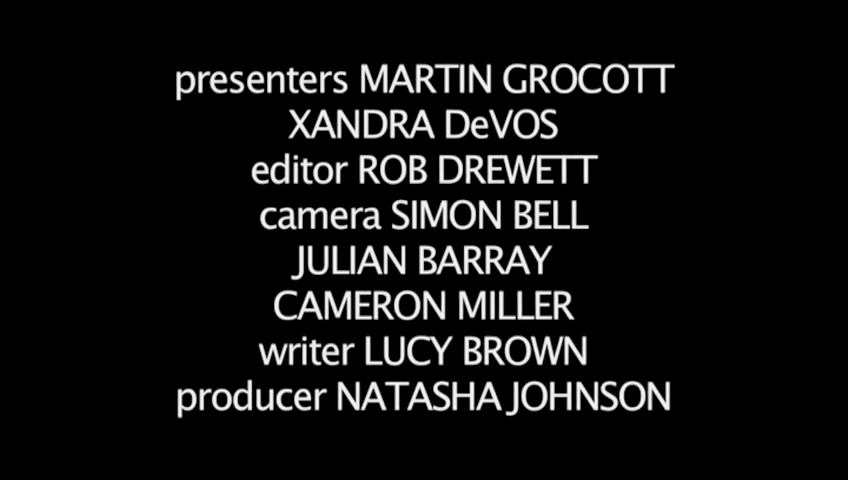 presenters MARTIN GROCOTT
XANDRA DeVOS
editor ROB DREWETT
camera SIMON BELL
JULIAN BARRAY
CAMERON MILLER
writer LUCY BROWN
producer NATASHA JOHNSON